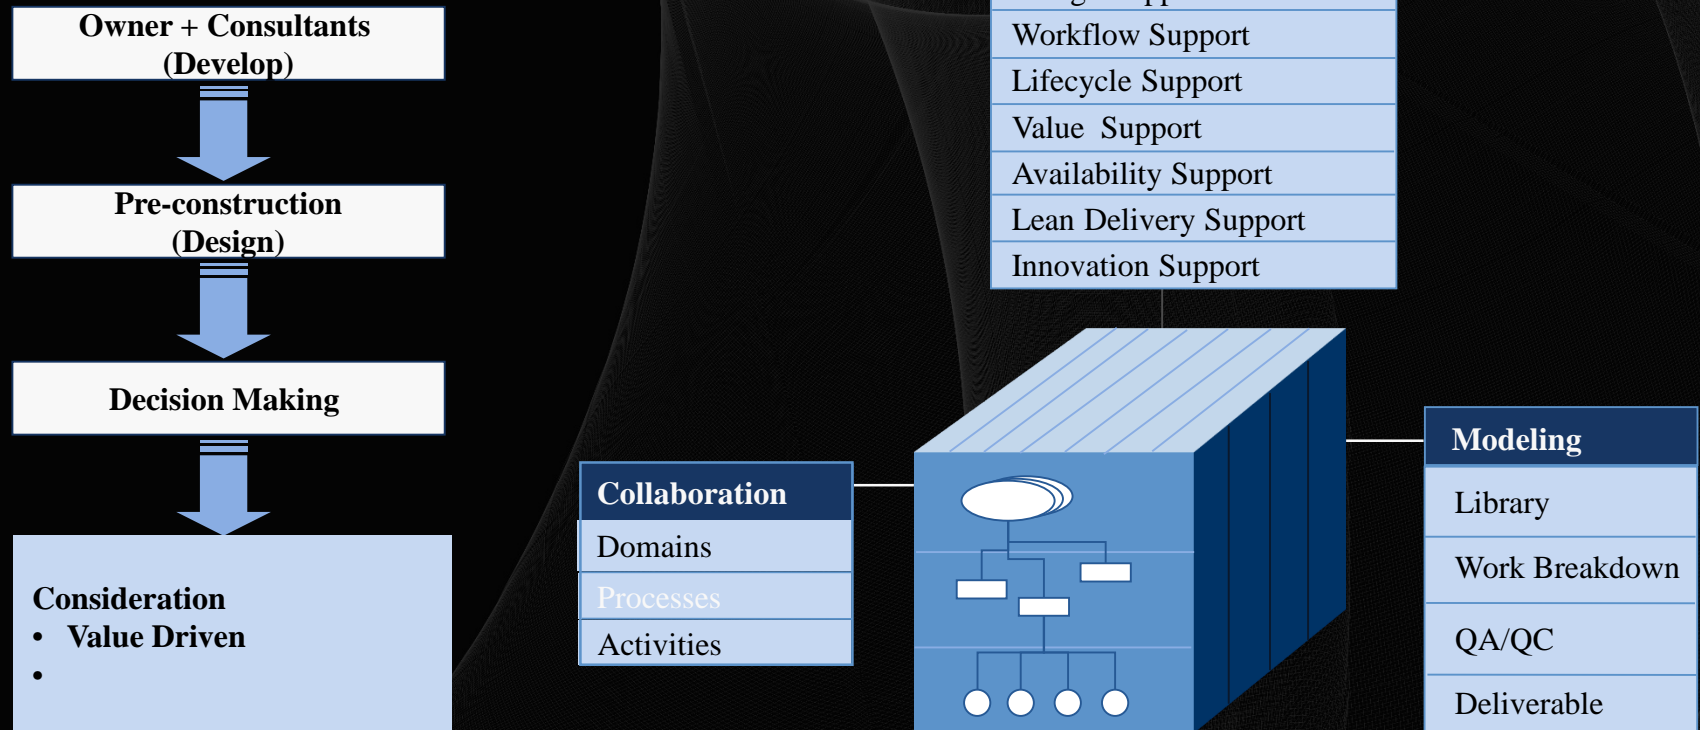 Owner + Consultants
(Develop)
Pre-construction
(Design)
Decision Making
Consideration
• Value Driven
•
Workflow Support
Lifecycle Support
Value  Support
Availability Support
Lean Delivery Support
Innovation Support
Collaboration
Domains
Processes
Activities
Modeling
Library
Work Breakdown
QA/QC
Deliverable